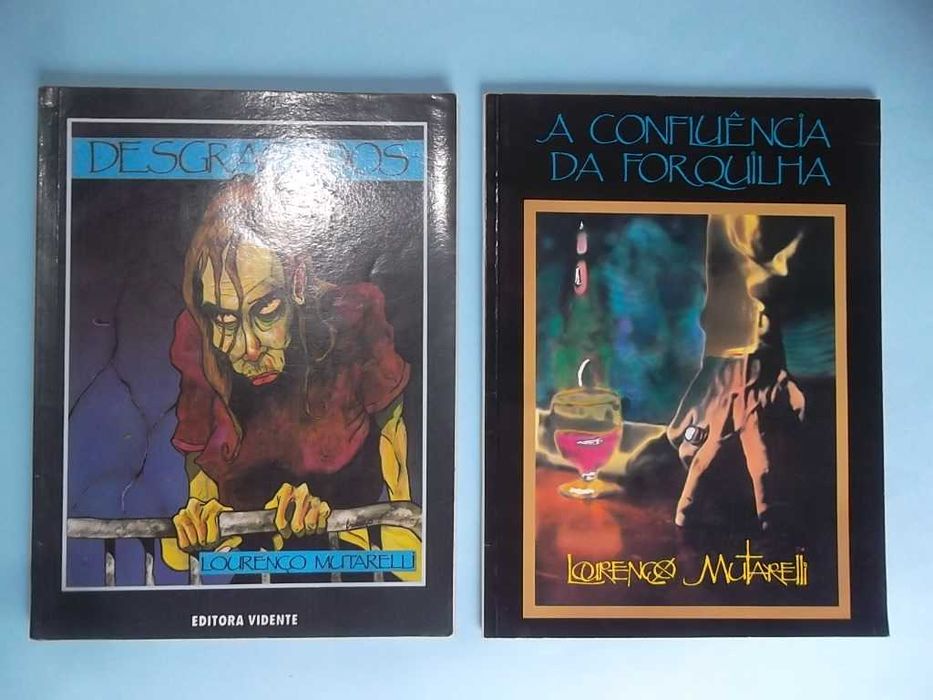 DESGRAÇADOS
LOURENÇO MUTARELLI
EDITORA VIDENTE
A CONFLUÊNCIA
DA FORQUILHA
LOURENÇO MUTARELLI